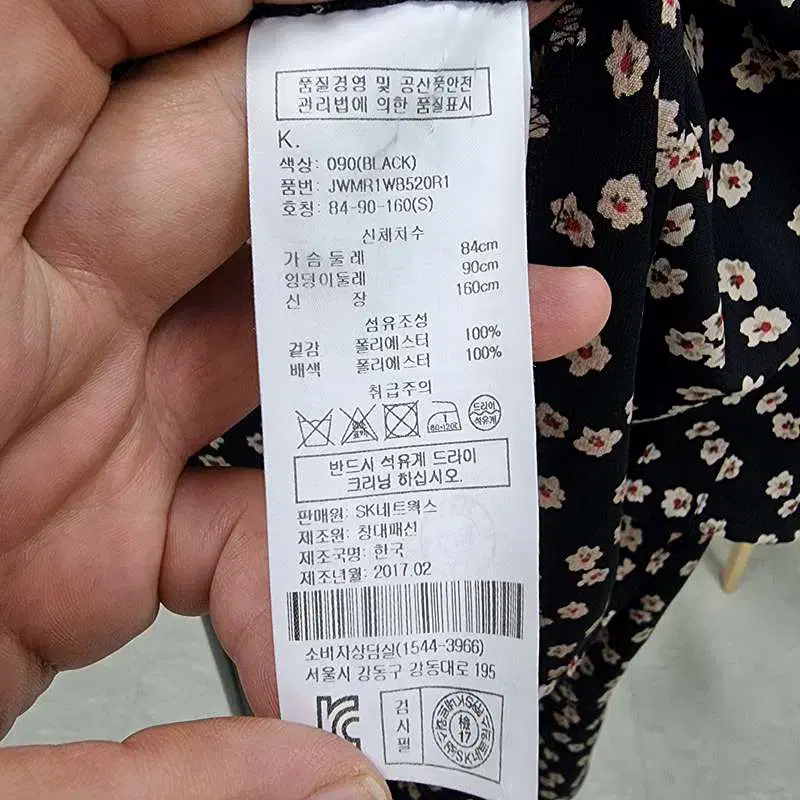 품질경영 및 공산품안전
관리법에 의한 품질표시
K.
색상: 090(BLACK)
품번: JWMR1WB520R1
호칭: 84-90-160(S)
신체치수
가슴둘레 84cm
엉덩이둘레 90cm
신장 160cm
섬유조성
겉감 폴리에스터 100%
배색 폴리에스터 100%
취급주의
드라이
석유계
반드시 석유계 드라이
크리닝 하십시오.
판매원: SK네트웍스
제조원: 창대패션
제조국명: 한국
제조년월: 2017.02
소비자상담실(1544-3966)
서울시 강동구 강동대로 195
검사필
檢
17